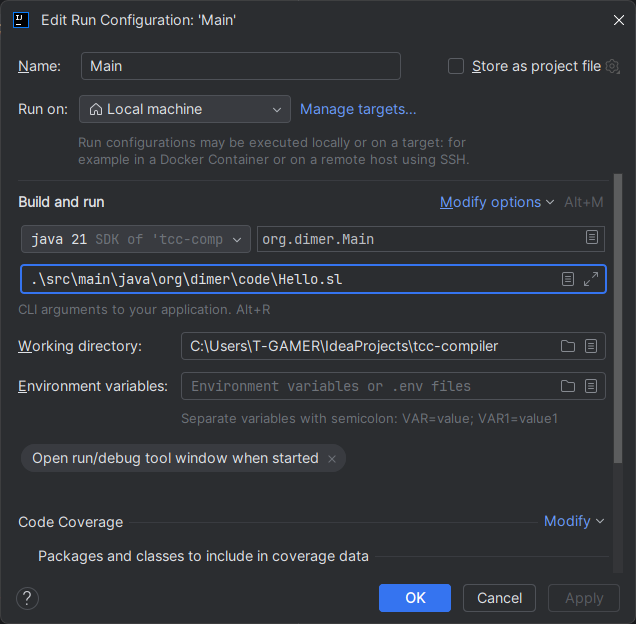 Edit Run Configuration: 'Main'
Name: Main Store as project file
Run on: Local machine Manage targets...
Run configurations may be executed locally or on a target: for
example in a Docker Container or on a remote host using SSH.
Build and run Modify options Alt+M
java 21 SDK of 'tcc-comp org.dimer.Main
.\src\main\java\org\dimer\code\Hello.sl
CLI arguments to your application. Alt+R
Working directory: C:\Users\T-GAMER\IdeaProjects\tcc-compiler
Environment variables: Environment variables or .env files
Separate variables with semicolon: VAR=value; VAR1=value1
Open run/debug tool window when started ×
Code Coverage Modify
Packages and classes to include in coverage data
? OK Cancel Apply